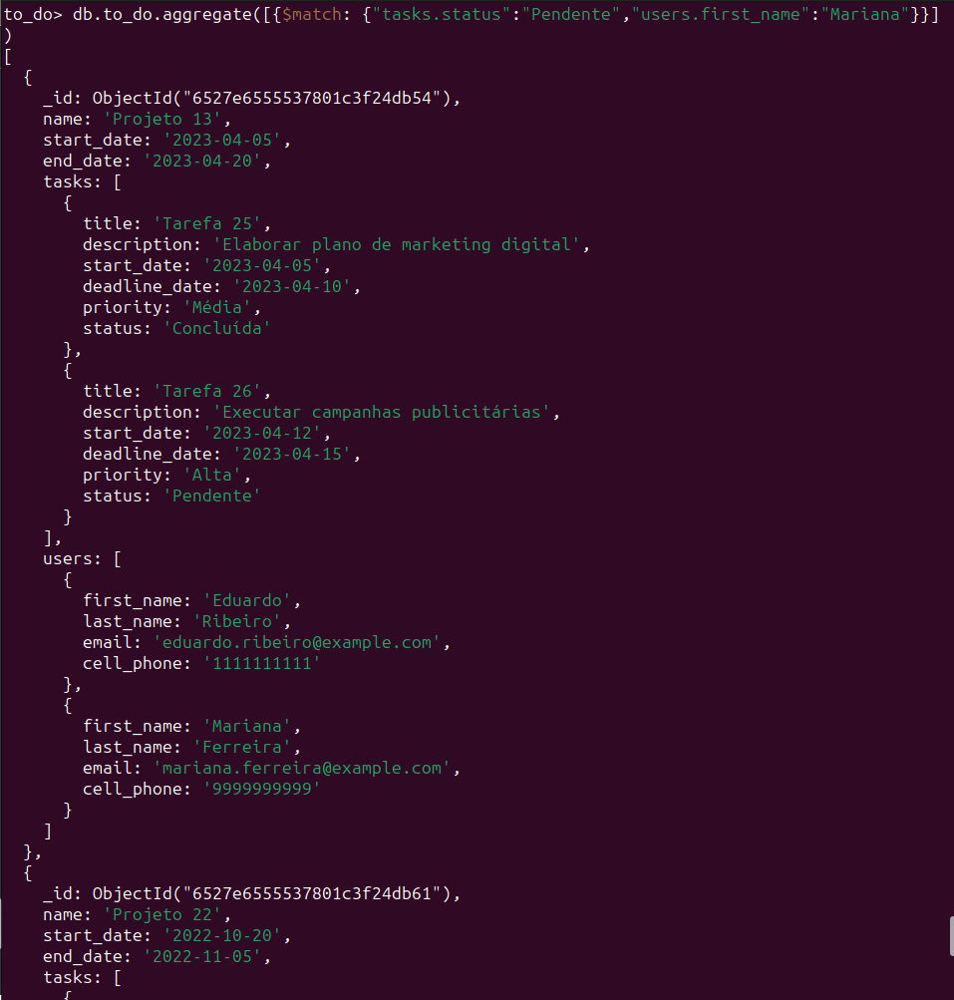 to_do> db.to_do.aggregate([{$match: {"tasks.status":"Pendente","users.first_name":"Mariana"}}]
)
[
  {
    _id: ObjectId("6527e6555537801c3f24db54"),
    name: 'Projeto 13',
    start_date: '2023-04-05',
    end_date: '2023-04-20',
    tasks: [
      {
        title: 'Tarefa 25',
        description: 'Elaborar plano de marketing digital',
        start_date: '2023-04-05',
        deadline_date: '2023-04-10',
        priority: 'Média',
        status: 'Concluída'
      },
      {
        title: 'Tarefa 26',
        description: 'Executar campanhas publicitárias',
        start_date: '2023-04-12',
        deadline_date: '2023-04-15',
        priority: 'Alta',
        status: 'Pendente'
      }
    ],
    users: [
      {
        first_name: 'Eduardo',
        last_name: 'Ribeiro',
        email: 'eduardo.ribeiro@example.com',
        cell_phone: '1111111111'
      },
      {
        first_name: 'Mariana',
        last_name: 'Ferreira',
        email: 'mariana.ferreira@example.com',
        cell_phone: '9999999999'
      }
    ]
  },
  {
    _id: ObjectId("6527e6555537801c3f24db61"),
    name: 'Projeto 22',
    start_date: '2022-10-20',
    end_date: '2022-11-05',
    tasks: [
      {